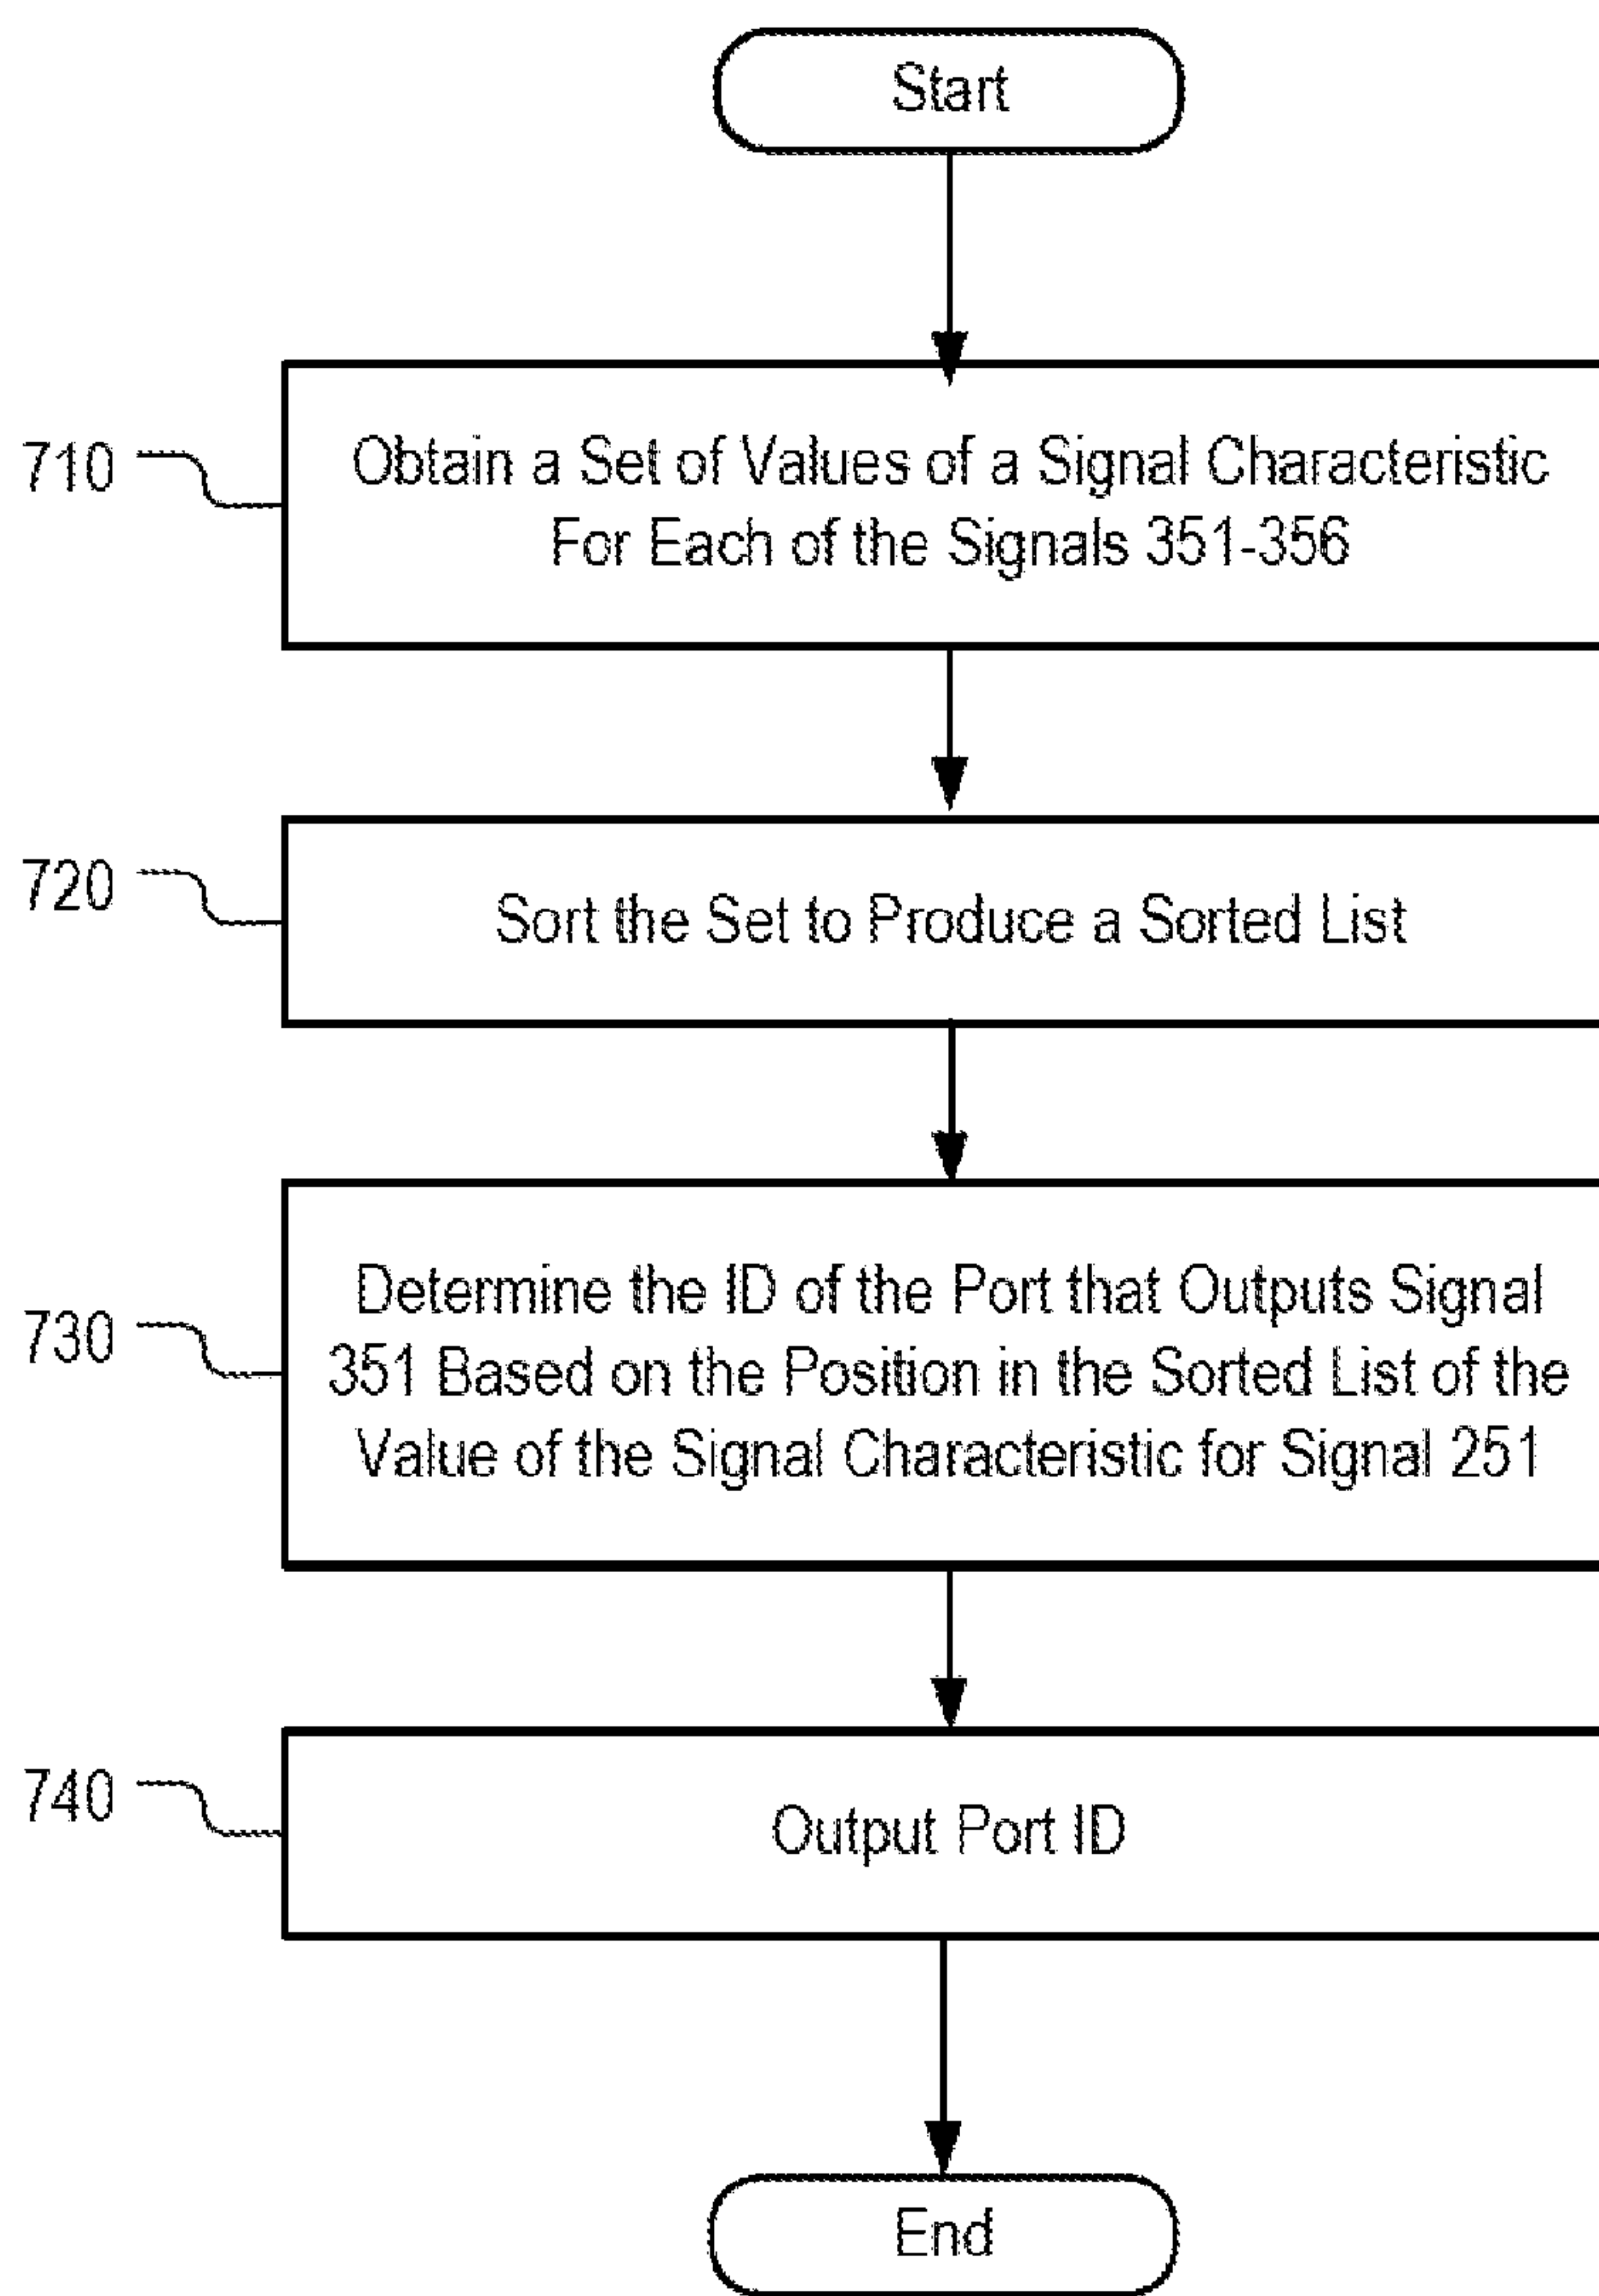 Start
710
Obtain a Set of Values of a Signal Characteristic
For Each of the Signals 351-356
720
Sort the Set to Produce a Sorted List
730
Determine the ID of the Port that Outputs Signal
351 Based on the Position in the Sorted List of the
Value of the Signal Characteristic for Signal 251
740
Output Port ID
End